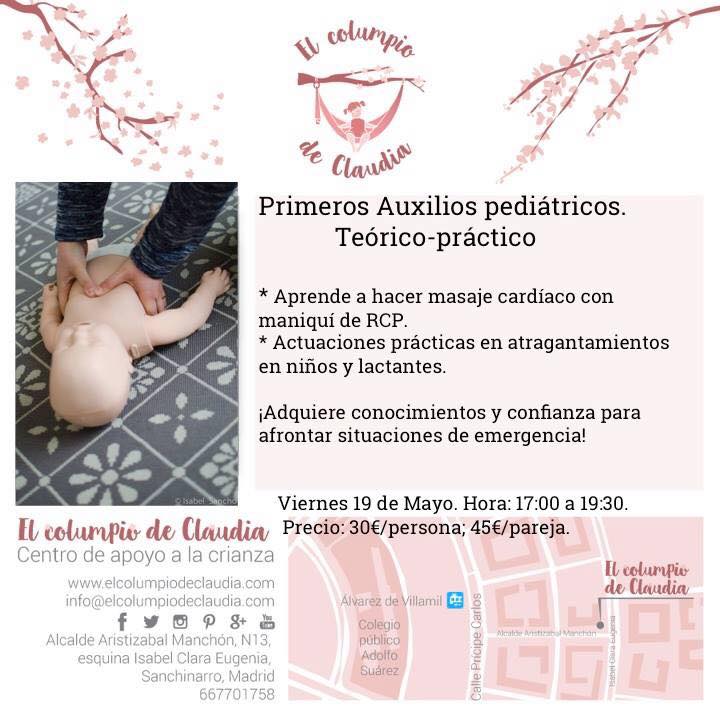 El columpio
de Claudia
Primeros Auxilios pediátricos.
Teórico-práctico
* Aprende a hacer masaje cardíaco con
maniquí de RCP.
* Actuaciones prácticas en atragantamientos
en niños y lactantes.
¡Adquiere conocimientos y confianza para
afrontar situaciones de emergencia!
© Isabel Sancho
Viernes 19 de Mayo. Hora: 17:00 a 19:30.
Precio: 30€/persona; 45€/pareja.
El columpio de Claudia
Centro de apoyo a la crianza
www.elcolumpiodeclaudia.com
info@elcolumpiodeclaudia.com
You
Tube
Alcalde Aristizabal Manchón, N13,
esquina Isabel Clara Eugenia,
Sanchinarro, Madrid
667701758
El columpio
de Claudia
Álvarez de Villamil
Colegio
público
Adolfo
Suárez
Calle Príncipe Carlos
Alcalde Aristizabal Manchón
Isabel Clara Eugenia